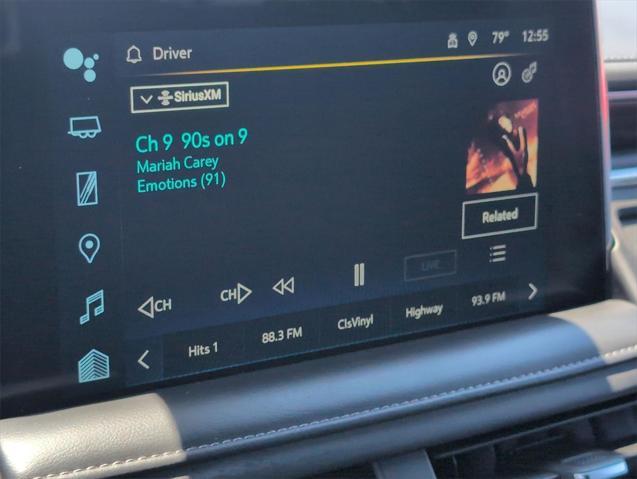 Driver
79° 12:55
SiriusXM
Ch 9 90s on 9
Mariah Carey
Emotions (91)
Related
LIVE
CH
CH
Hits 1
88.3 FM
ClsVinyl
Highway
93.9 FM